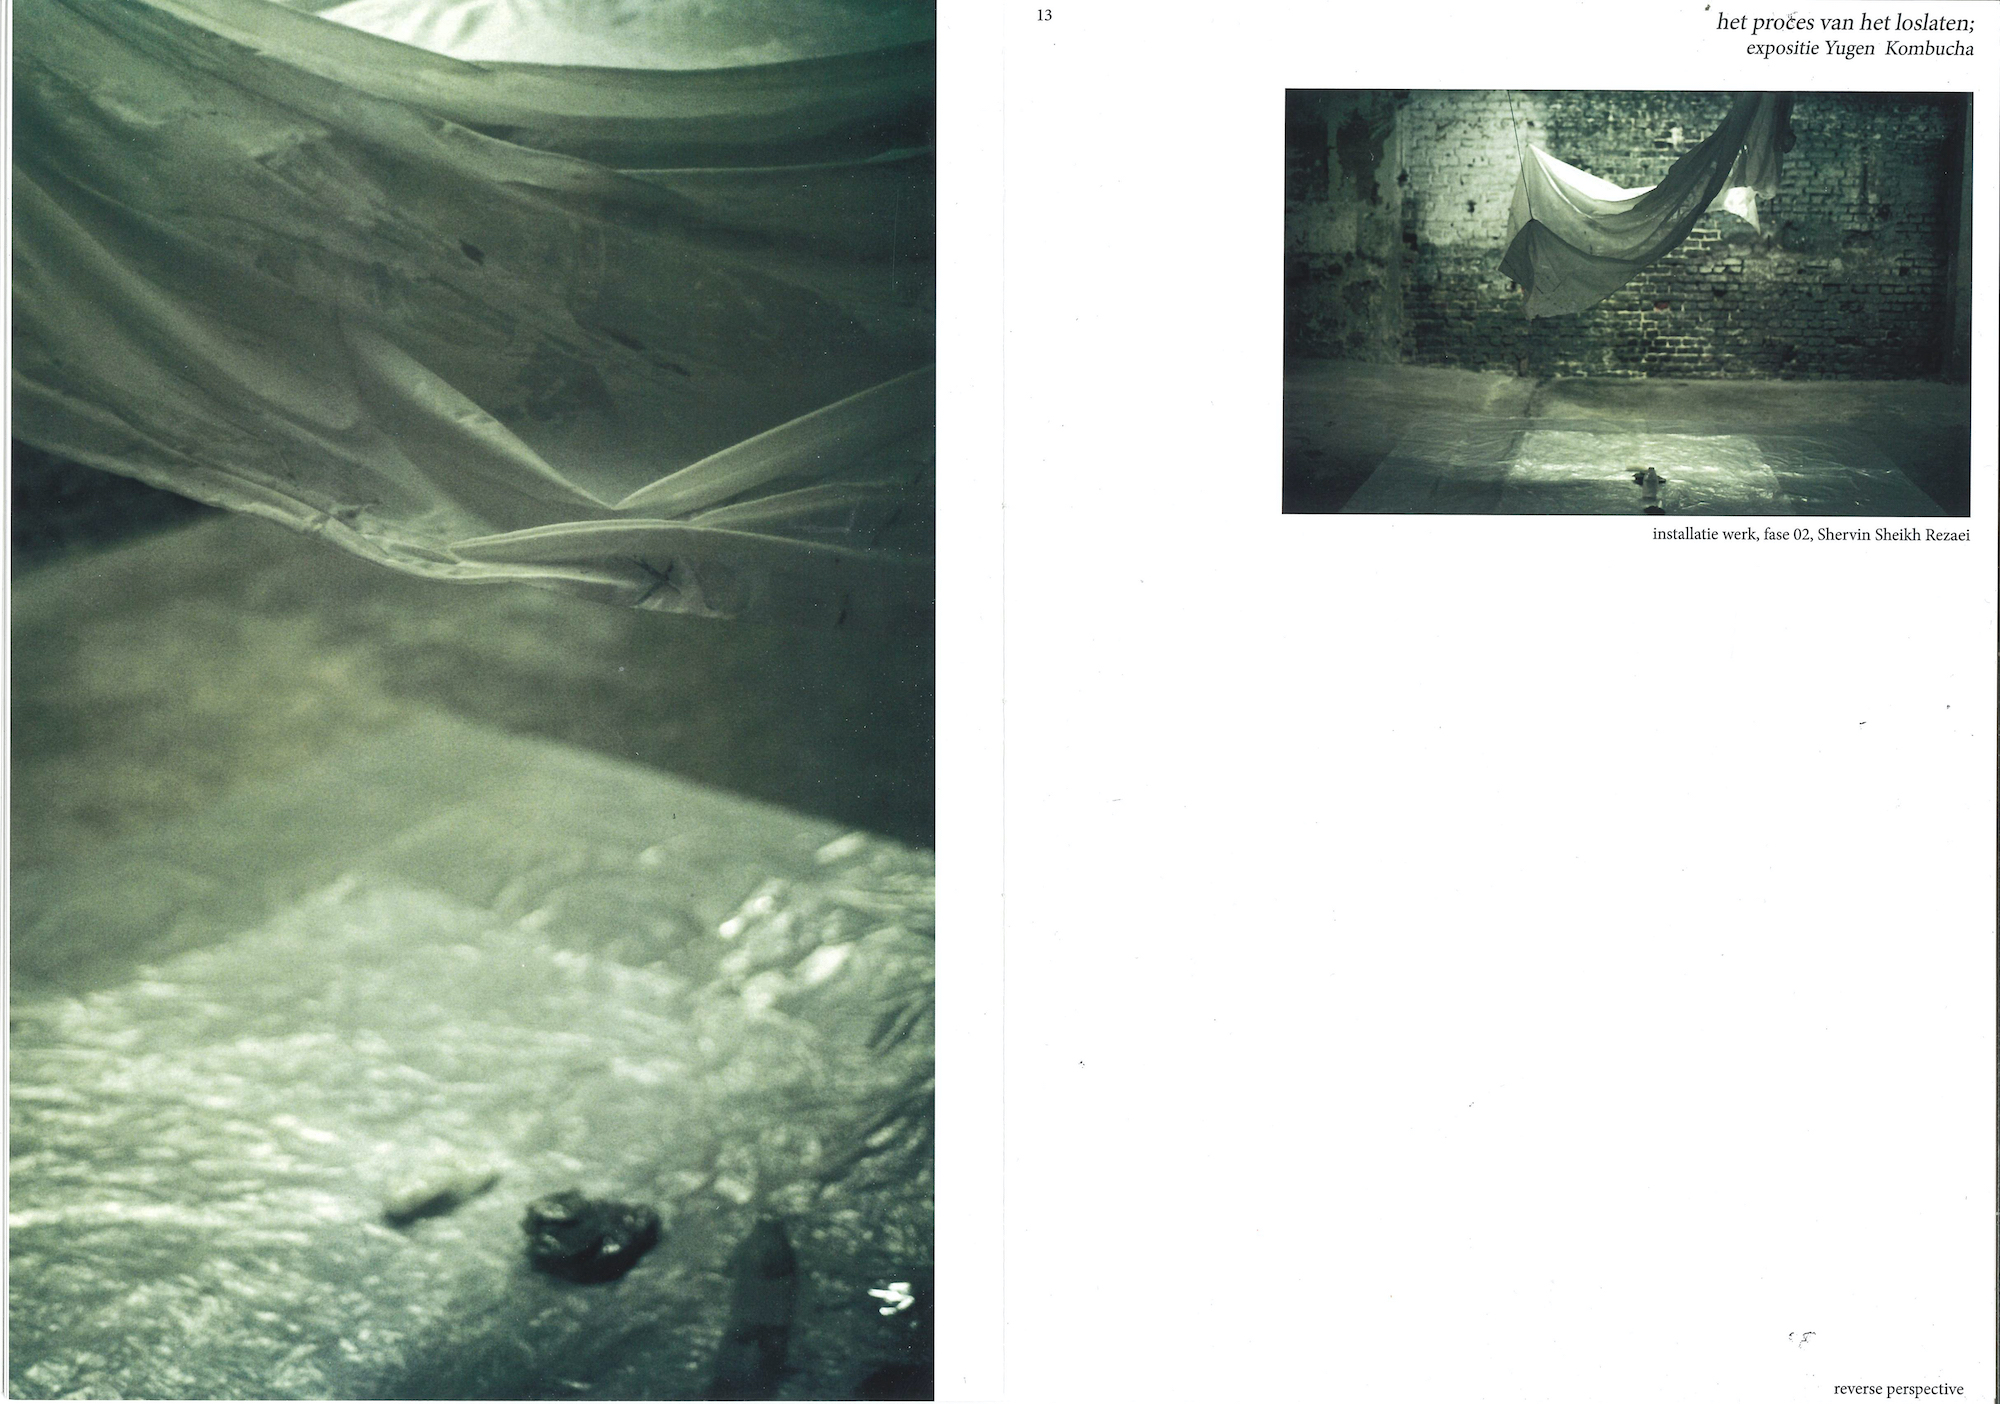 13
het proces van het loslaten;
expositie Yugen Kombucha
installatie werk, fase 02, Shervin Sheikh Rezaei
reverse perspective